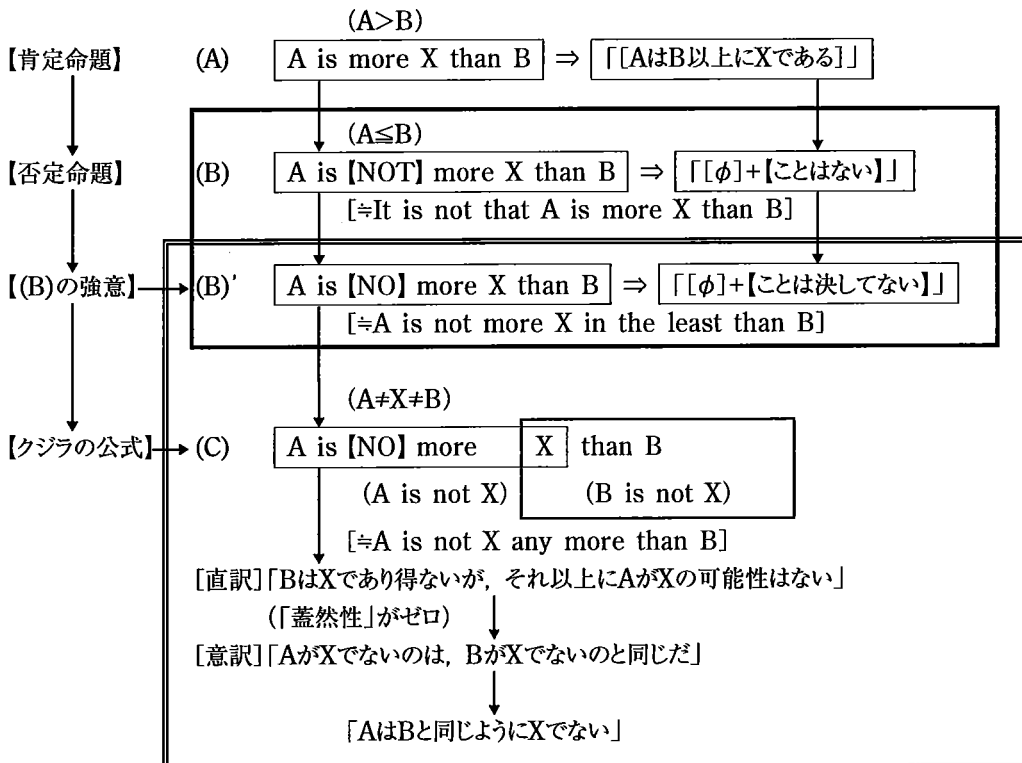 (A>B)
【肯定命題】 (A) A is more X than B ⇒ 「[AはB以上にXである]」
(A≦B)
【否定命題】 (B) A is【NOT】more X than B ⇒ 「[φ]+【ことはない】」
[≒It is not that A is more X than B]
【(B)の強意】 (B)' A is【NO】more X than B ⇒ 「[φ]+【ことは決してない】」
[≒A is not more X in the least than B]
(A≠X≠B)
【クジラの公式】 (C) A is【NO】more X than B
(A is not X) (B is not X)
[≒A is not X any more than B]
[直訳]「BはXであり得ないが，それ以上にAがXの可能性はない」
(「蓋然性」がゼロ)
[意訳]「AがXでないのは，BがXでないのと同じだ」
「AはBと同じようにXでない」